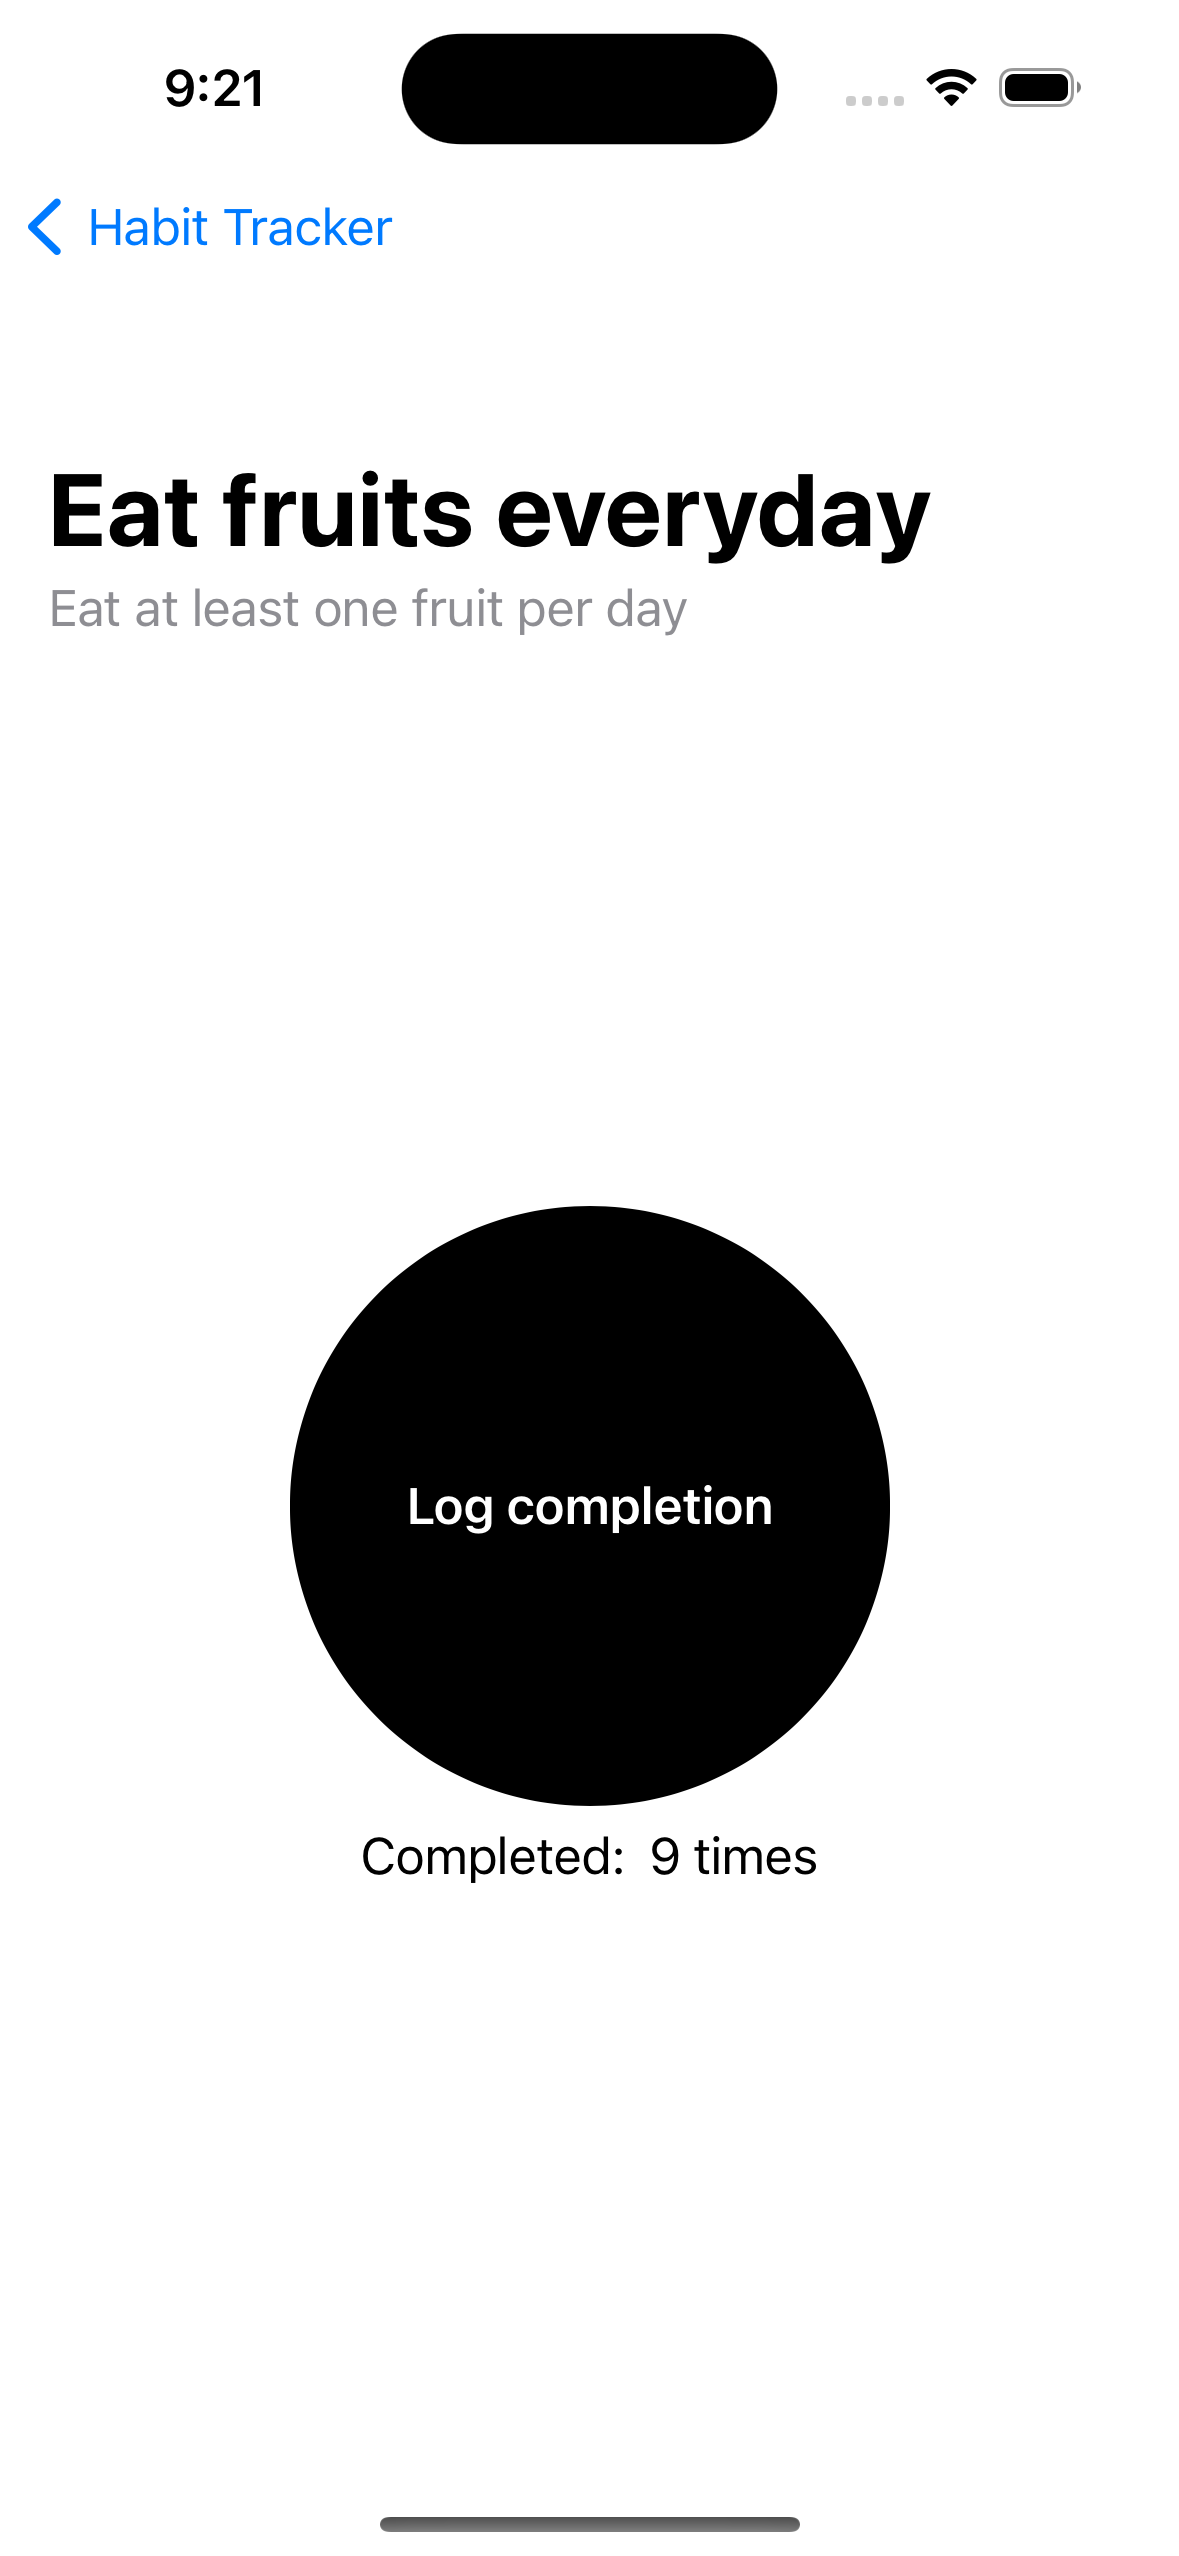 9:21
Habit Tracker
Eat fruits everyday
Eat at least one fruit per day
Log completion
Completed:  9 times